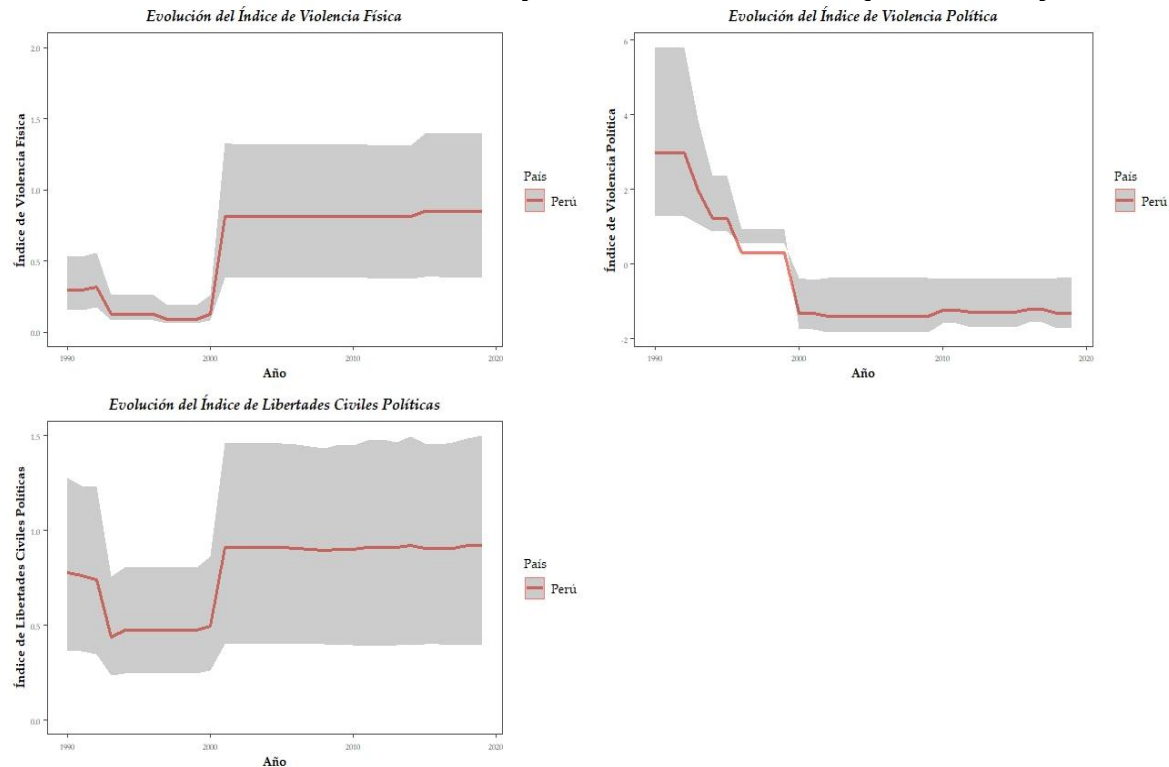 Evolución del Índice de Violencia Física
Índice de Violencia Física
2.0
1.5
1.0
0.5
0.0
1990
2000
2010
2020
Año
País
Perú
Evolución del Índice de Violencia Política
Índice de Violencia Política
6
4
2
0
-2
1990
2000
2010
2020
Año
País
Perú
Evolución del Índice de Libertades Civiles Políticas
Índice de Libertades Civiles Políticas
1.5
1.0
0.5
0.0
1990
2000
2010
2020
Año
País
Perú